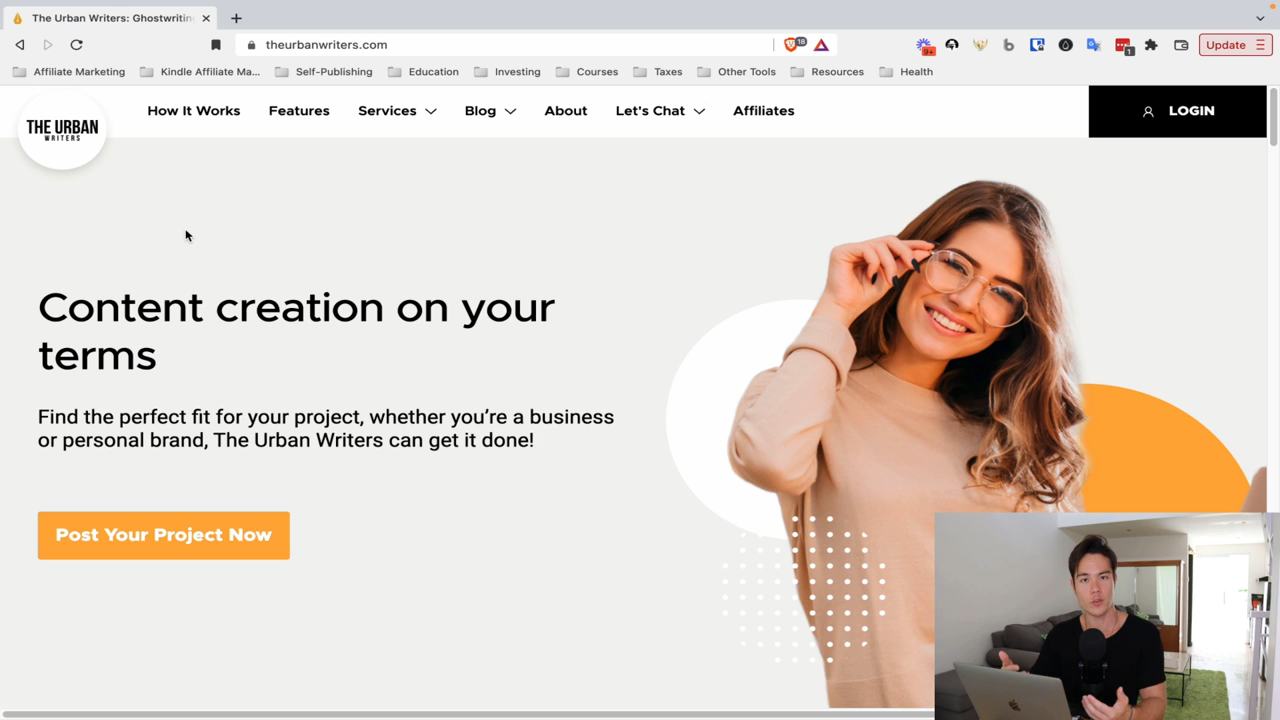 The Urban Writers: Ghostwritin
theurbanwriters.com
18
9+
1
Update
Affiliate Marketing
Kindle Affiliate Ma...
Self-Publishing
Education
Investing
Courses
Taxes
Other Tools
Resources
Health
THE URBAN
WRITERS
How It Works
Features
Services
Blog
About
Let's Chat
Affiliates
LOGIN
Content creation on your
terms
Find the perfect fit for your project, whether you're a business
or personal brand, The Urban Writers can get it done!
Post Your Project Now